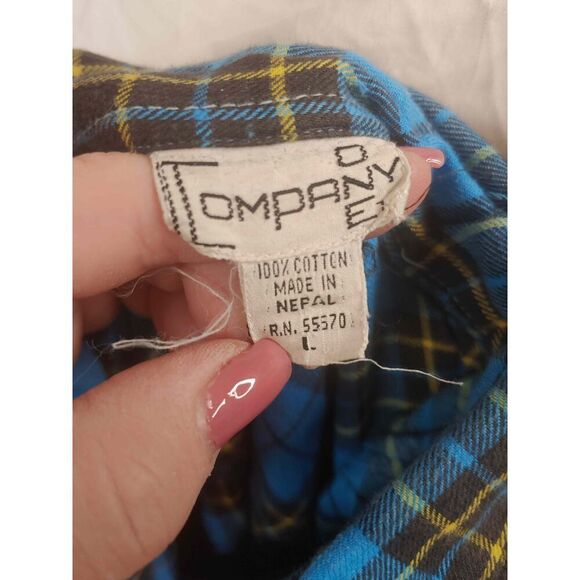 COMPANY
ONE
100% COTTON
MADE IN
NEPAL
R.N. 55570
L